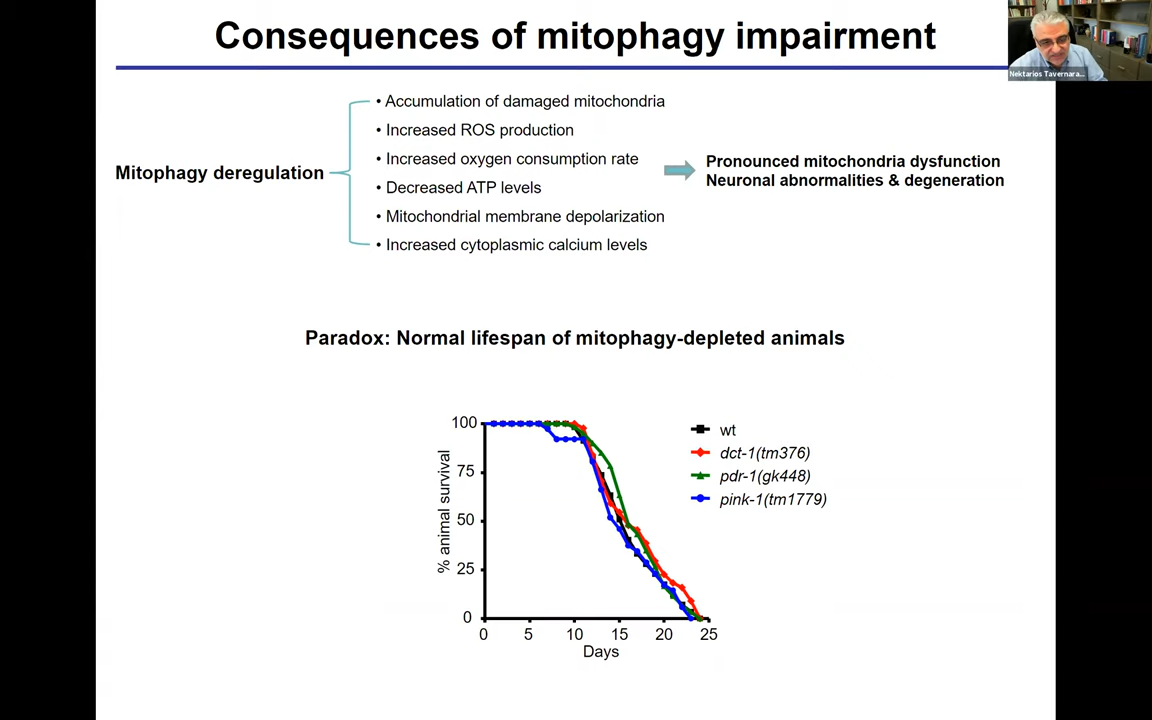 Consequences of mitophagy impairment
Nektarios Tavernara...
Mitophagy deregulation
• Accumulation of damaged mitochondria
• Increased ROS production
• Increased oxygen consumption rate
• Decreased ATP levels
• Mitochondrial membrane depolarization
• Increased cytoplasmic calcium levels
Pronounced mitochondria dysfunction
Neuronal abnormalities & degeneration
Paradox: Normal lifespan of mitophagy-depleted animals
% animal survival
100
75
50
25
0
0 5 10 15 20 25
Days
wt
dct-1(tm376)
pdr-1(gk448)
pink-1(tm1779)